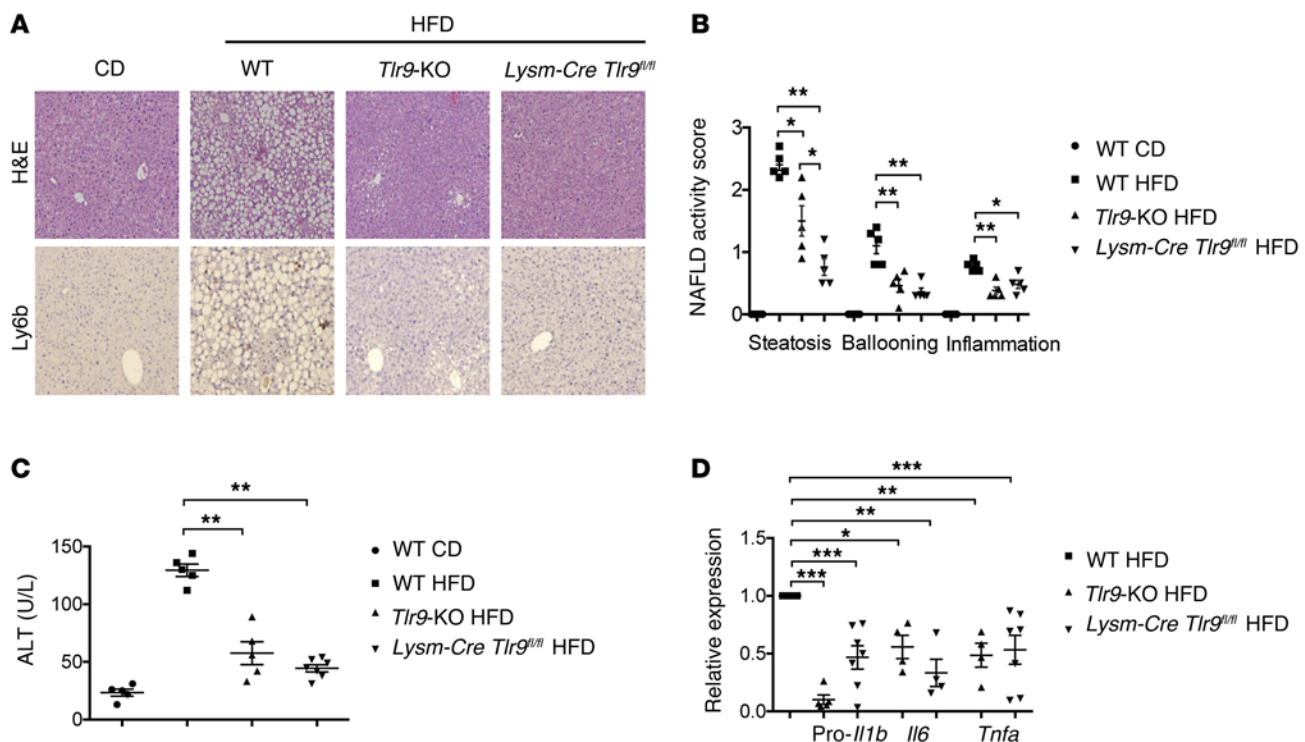 A
HFD
CD
WT
Tlr9-KO
Lysm-Cre Tlr9fl/fl
H&E
Ly6b
B
NAFLD activity score
3
2
1
0
**
*
*
**
**
*
**
Steatosis
Ballooning
Inflammation
WT CD
WT HFD
Tlr9-KO HFD
Lysm-Cre Tlr9fl/fl HFD
C
ALT (U/L)
150
100
50
0
**
**
WT CD
WT HFD
Tlr9-KO HFD
Lysm-Cre Tlr9fl/fl HFD
D
Relative expression
1.5
1.0
0.5
0.0
***
**
**
*
***
***
Pro-Il1b
Il6
Tnfa
WT HFD
Tlr9-KO HFD
Lysm-Cre Tlr9fl/fl HFD